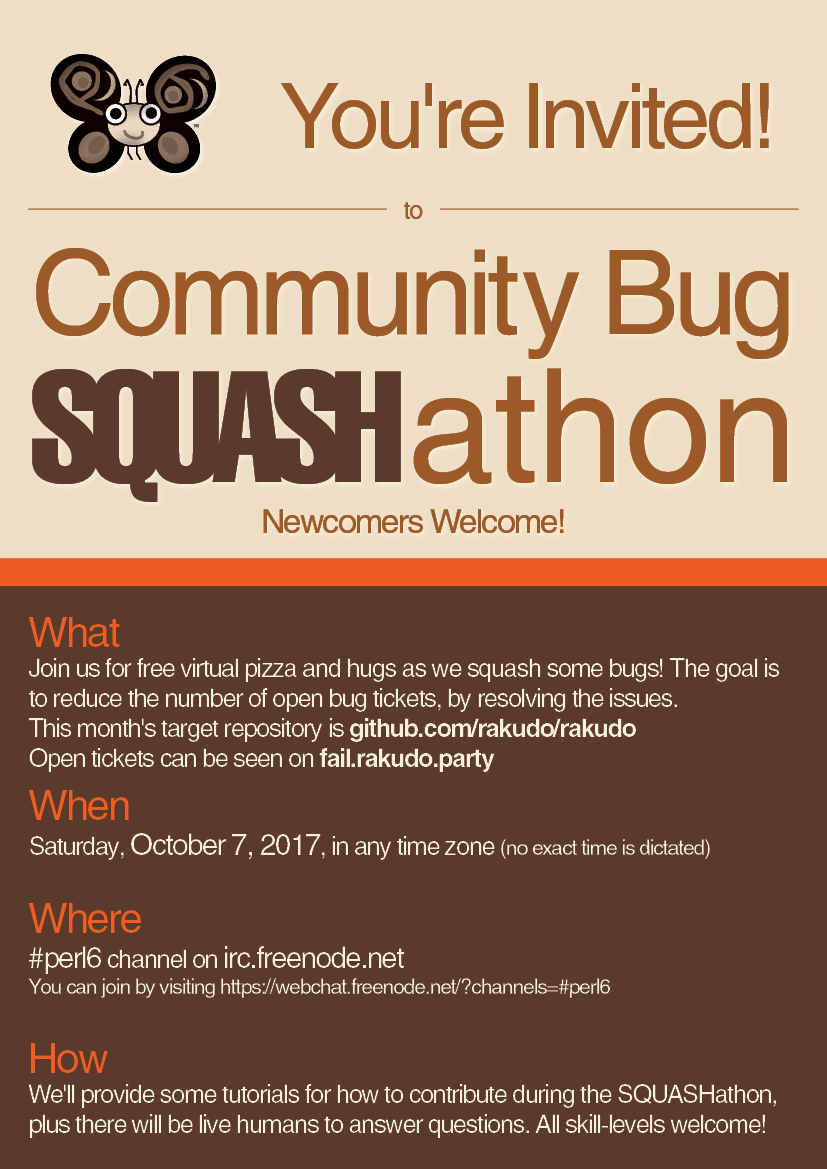 You're Invited!
to
Community Bug
SQUASHathon
Newcomers Welcome!
What
Join us for free virtual pizza and hugs as we squash some bugs! The goal is
to reduce the number of open bug tickets, by resolving the issues.
This month's target repository is github.com/rakudo/rakudo
Open tickets can be seen on fail.rakudo.party
When
Saturday, October 7, 2017, in any time zone (no exact time is dictated)
Where
#perl6 channel on irc.freenode.net
You can join by visiting https://webchat.freenode.net/?channels=#perl6
How
We'll provide some tutorials for how to contribute during the SQUASHathon,
plus there will be live humans to answer questions. All skill-levels welcome!